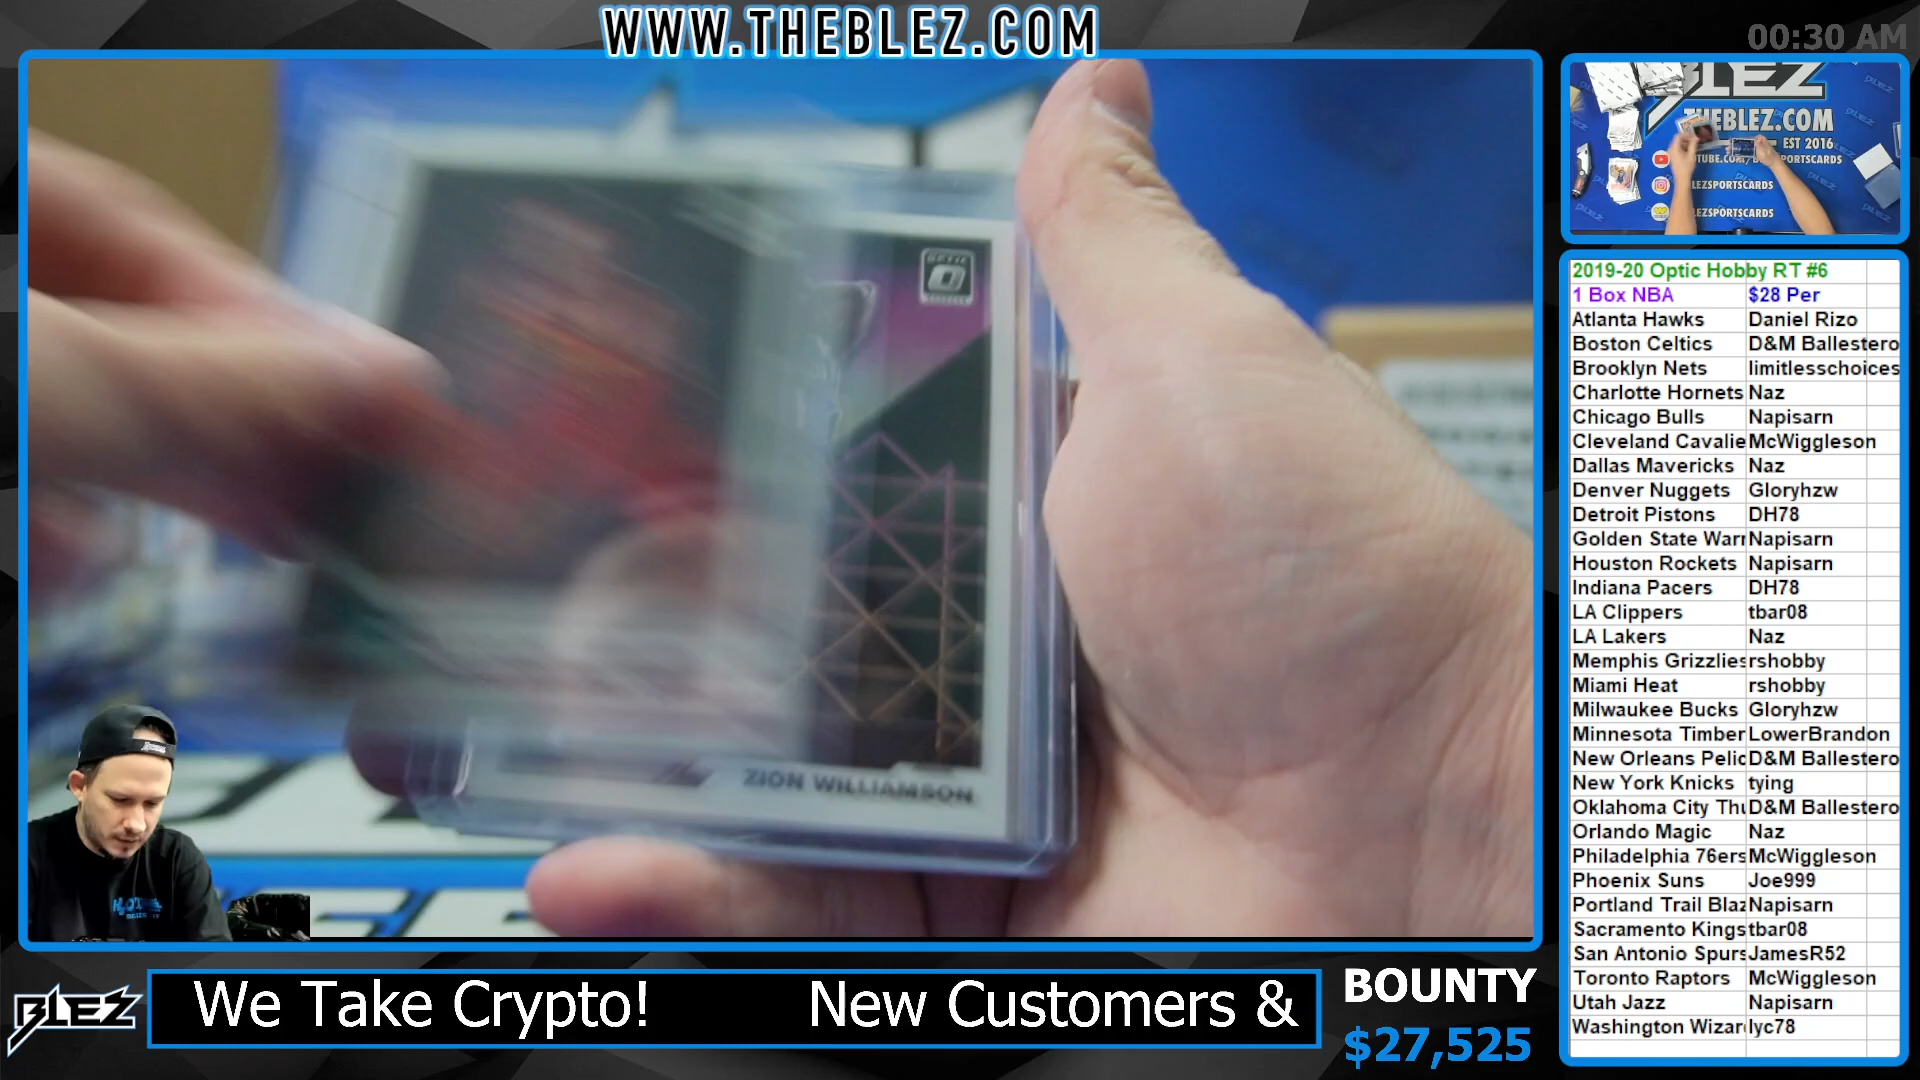 WWW.THEBLEZ.COM
00:30 AM
BLEZ
THEBLEZ.COM
EST 2016
LEZSPORTSCARDS
LEZSPORTSCARDS
OPTIC
ZION WILLIAMSON
2019-20 Optic Hobby RT #6
1 Box NBA $28 Per
Atlanta Hawks Daniel Rizo
Boston Celtics D&M Ballestero
Brooklyn Nets limitlesschoices
Charlotte Hornets Naz
Chicago Bulls Napisarn
Cleveland Cavalie McWiggleson
Dallas Mavericks Naz
Denver Nuggets Gloryhzw
Detroit Pistons DH78
Golden State Warr Napisarn
Houston Rockets Napisarn
Indiana Pacers DH78
LA Clippers tbar08
LA Lakers Naz
Memphis Grizzlies rshobby
Miami Heat rshobby
Milwaukee Bucks Gloryhzw
Minnesota Timber LowerBrandon
New Orleans Pelic D&M Ballestero
New York Knicks tying
Oklahoma City Thu D&M Ballestero
Orlando Magic Naz
Philadelphia 76ers McWiggleson
Phoenix Suns Joe999
Portland Trail Blaz Napisarn
Sacramento Kings tbar08
San Antonio Spurs JamesR52
Toronto Raptors McWiggleson
Utah Jazz Napisarn
Washington Wizar lyc78
BLEZ
We Take Crypto! New Customers &
BOUNTY
$27,525